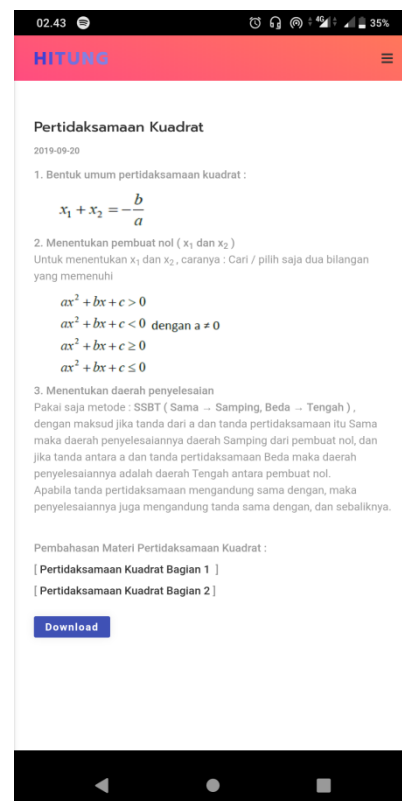 02.43
4G
35%
HITUNG
Pertidaksamaan Kuadrat
2019-09-20
1. Bentuk umum pertidaksamaan kuadrat :
x₁ + x₂ = -b/a
2. Menentukan pembuat nol ( x₁ dan x₂ )
Untuk menentukan x₁ dan x₂ , caranya : Cari / pilih saja dua bilangan
yang memenuhi
ax² + bx + c > 0
ax² + bx + c < 0 dengan a ≠ 0
ax² + bx + c ≥ 0
ax² + bx + c ≤ 0
3. Menentukan daerah penyelesaian
Pakai saja metode : SSBT ( Sama → Samping, Beda → Tengah ) ,
dengan maksud jika tanda dari a dan tanda pertidaksamaan itu Sama
maka daerah penyelesaiannya daerah Samping dari pembuat nol, dan
jika tanda antara a dan tanda pertidaksamaan Beda maka daerah
penyelesaiannya adalah daerah Tengah antara pembuat nol.
Apabila tanda pertidaksamaan mengandung sama dengan, maka
penyelesaiannya juga mengandung tanda sama dengan, dan sebaliknya.
Pembahasan Materi Pertidaksamaan Kuadrat :
[ Pertidaksamaan Kuadrat Bagian 1 ]
[ Pertidaksamaan Kuadrat Bagian 2 ]
Download